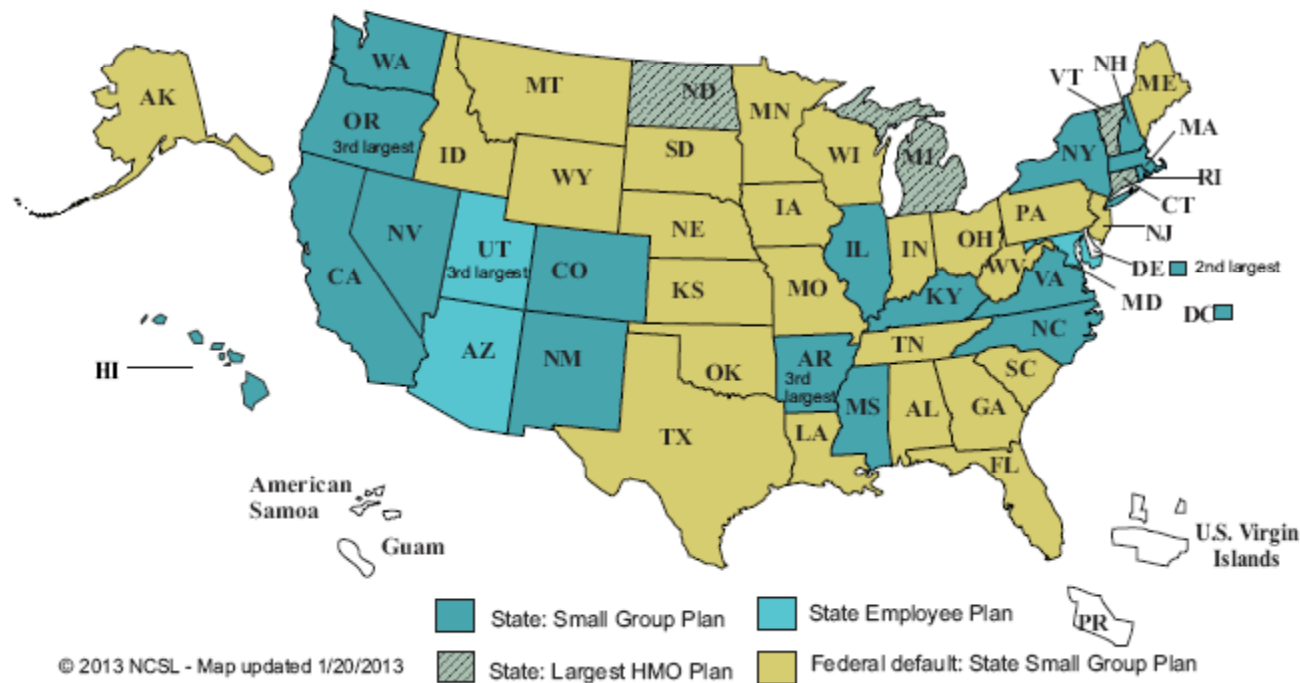 WA
NH
VT
ME
AK
MT
ND
MN
OR
3rd largest
MA
ID
SD
WI
MI
NY
WY
RI
IA
PA
CT
NV
NE
NJ
UT
3rd largest
IL
IN
OH
CO
DE
2nd largest
WV
CA
KS
MO
KY
VA
MD
DC
NC
AZ
NM
TN
OK
AR
3rd
largest
SC
HI
MS
AL
GA
LA
TX
FL
American
Samoa
Guam
U.S. Virgin
Islands
State: Small Group Plan
State Employee Plan
PR
© 2013 NCSL - Map updated 1/20/2013
State: Largest HMO Plan
Federal default: State Small Group Plan